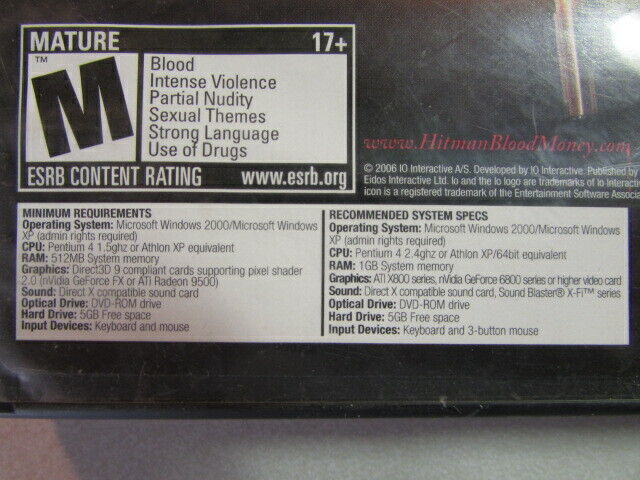 MATURE 17+
TM
M
Blood
Intense Violence
Partial Nudity
Sexual Themes
Strong Language
Use of Drugs
ESRB CONTENT RATING www.esrb.org
www.HitmanBloodMoney.com
© 2006 IO Interactive A/S. Developed by IO Interactive. Published by
Eidos Interactive Ltd. Io and the Io logo are trademarks of Io Interac
icon is a registered trademark of the Entertainment Software Associa
MINIMUM REQUIREMENTS
Operating System: Microsoft Windows 2000/Microsoft Windows
XP (admin rights required)
CPU: Pentium 4 1.5ghz or Athlon XP equivalent
RAM: 512MB System memory
Graphics: Direct3D 9 compliant cards supporting pixel shader
2.0 (nVidia GeForce FX or ATI Radeon 9500)
Sound: Direct X compatible sound card
Optical Drive: DVD-ROM drive
Hard Drive: 5GB Free space
Input Devices: Keyboard and mouse
RECOMMENDED SYSTEM SPECS
Operating System: Microsoft Windows 2000/Microsoft Windows
XP (admin rights required)
CPU: Pentium 4 2.4ghz or Athlon XP/64bit equivalent
RAM: 1GB System memory
Graphics: ATI X800 series, nVidia GeForce 6800 series or higher video card
Sound: Direct X compatible sound card, Sound Blaster® X-Fi™ series
Optical Drive: DVD-ROM drive
Hard Drive: 5GB Free space
Input Devices: Keyboard and 3-button mouse